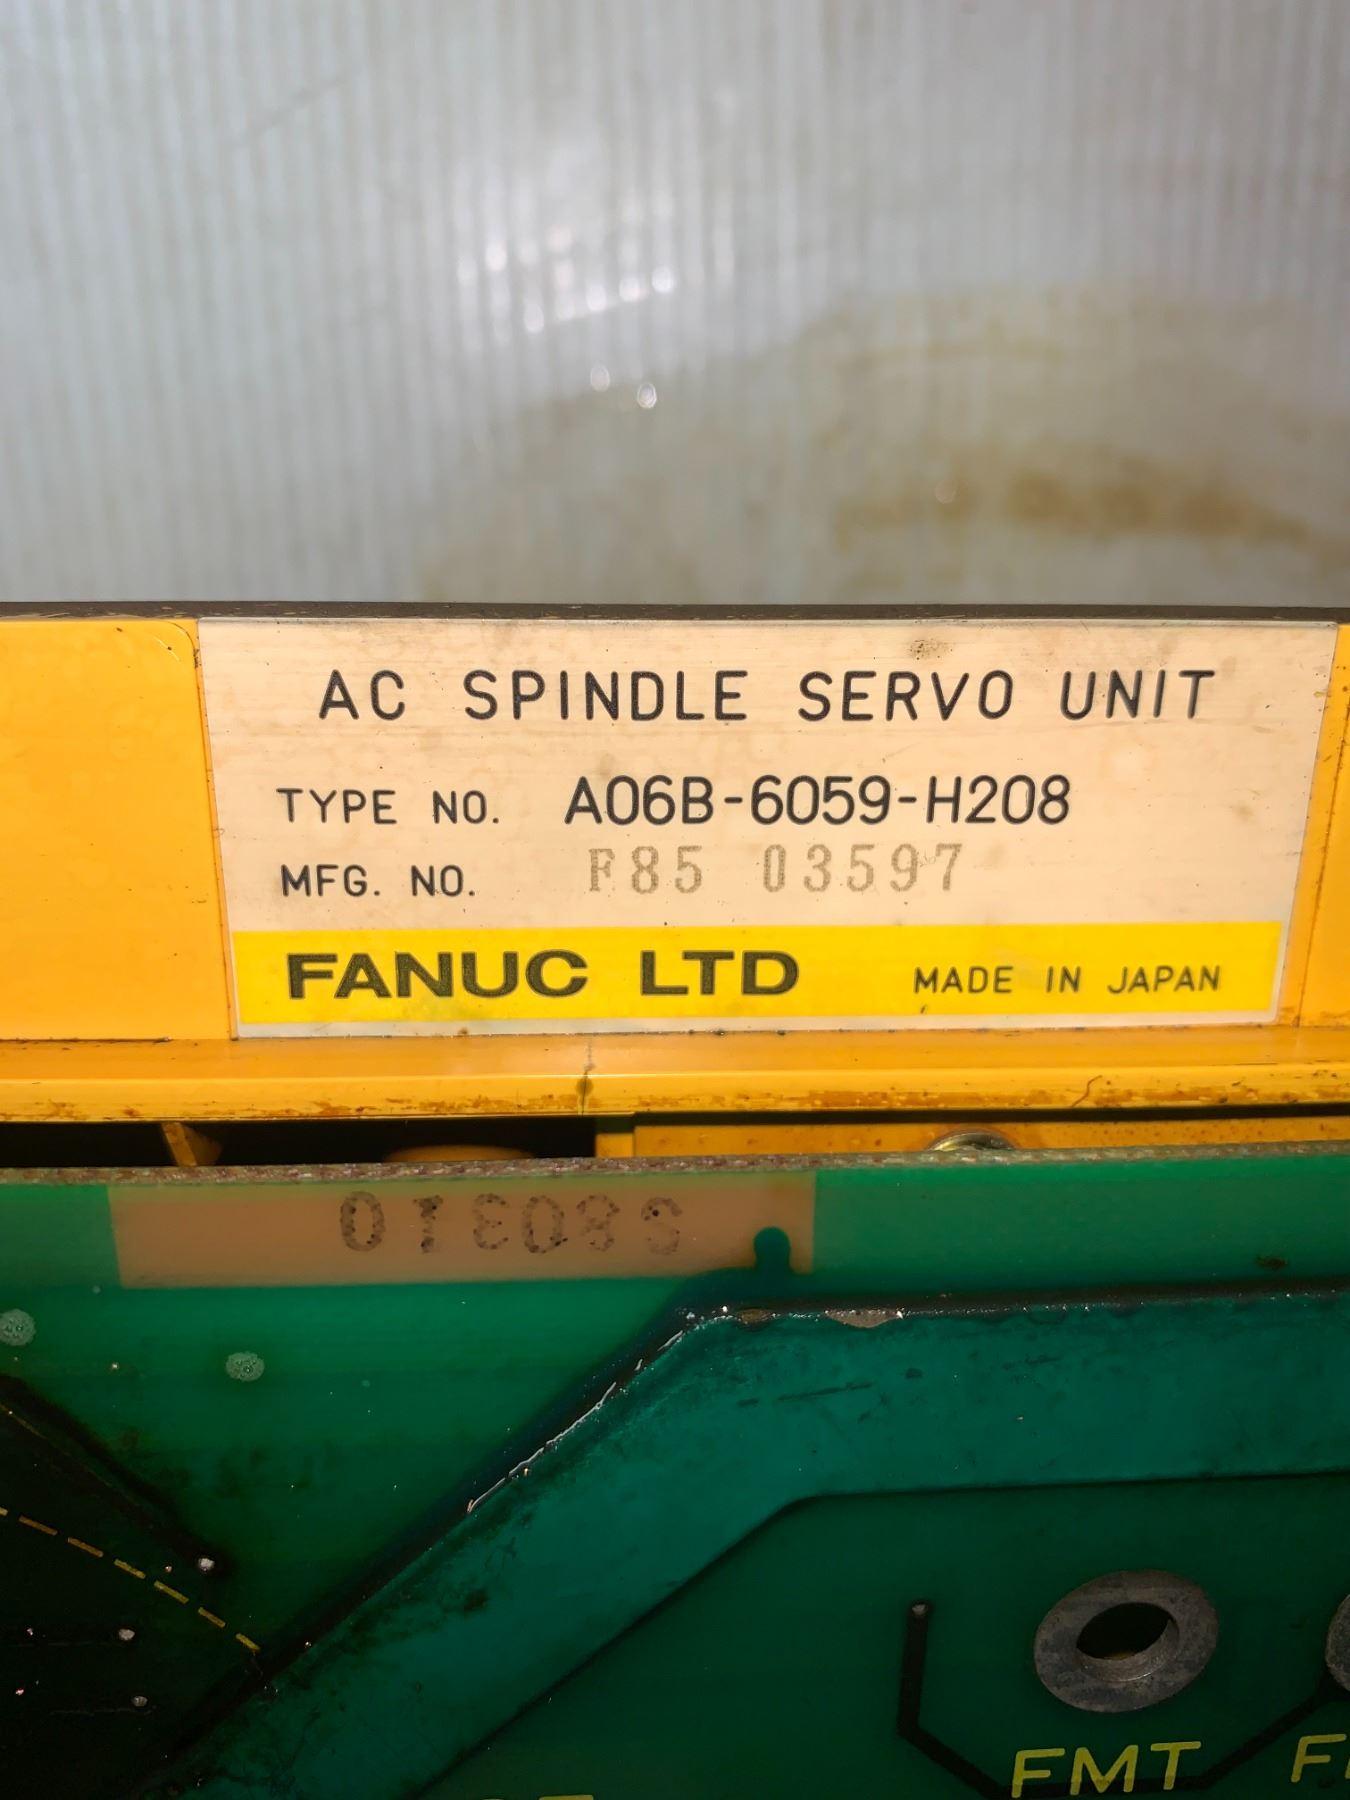 AC SPINDLE SERVO UNIT
TYPE NO. A06B-6059-H208
MFG. NO. F85 03597
FANUC LTD MADE IN JAPAN
FMT